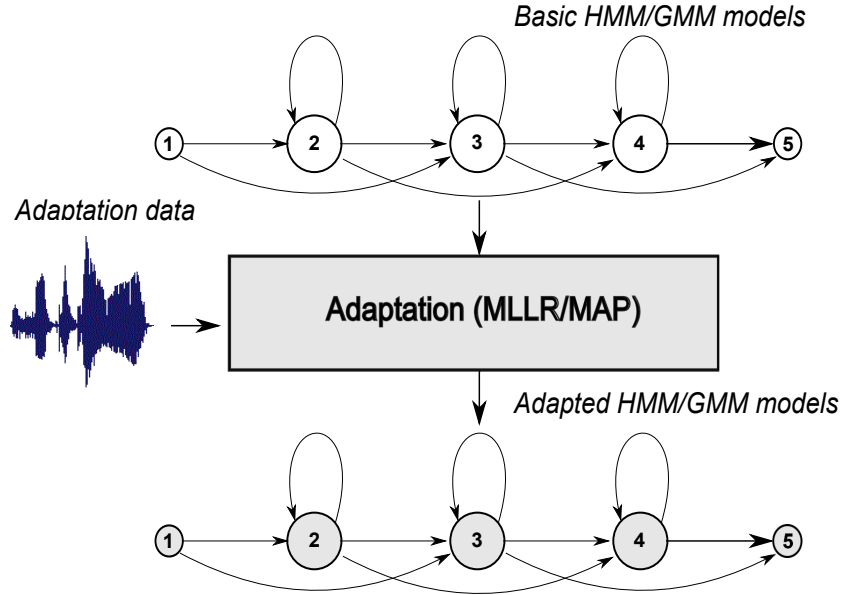 Basic HMM/GMM models
1 2 3 4 5
Adaptation data
Adaptation (MLLR/MAP)
Adapted HMM/GMM models
1 2 3 4 5